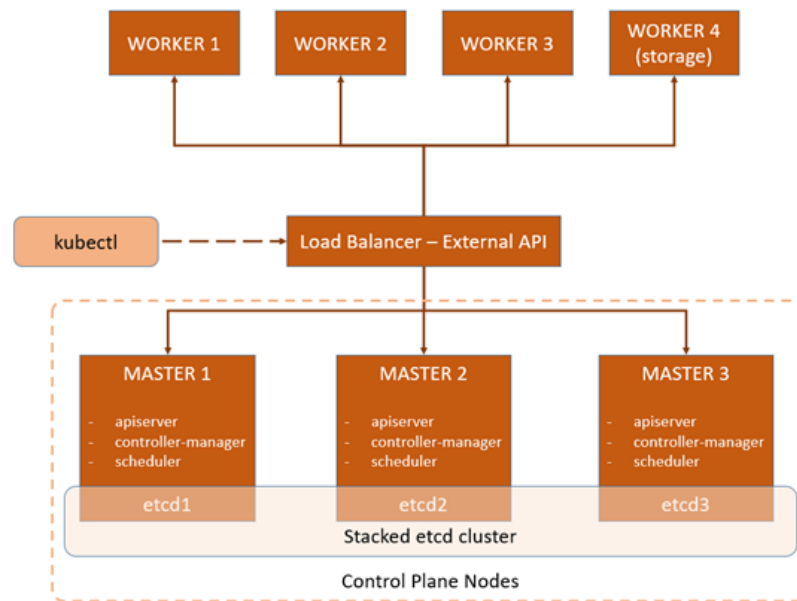 WORKER 1
WORKER 2
WORKER 3
WORKER 4
(storage)
kubectl
Load Balancer – External API
MASTER 1
- apiserver
- controller-manager
- scheduler
etcd1
MASTER 2
- apiserver
- controller-manager
- scheduler
etcd2
MASTER 3
- apiserver
- controller-manager
- scheduler
etcd3
Stacked etcd cluster
Control Plane Nodes